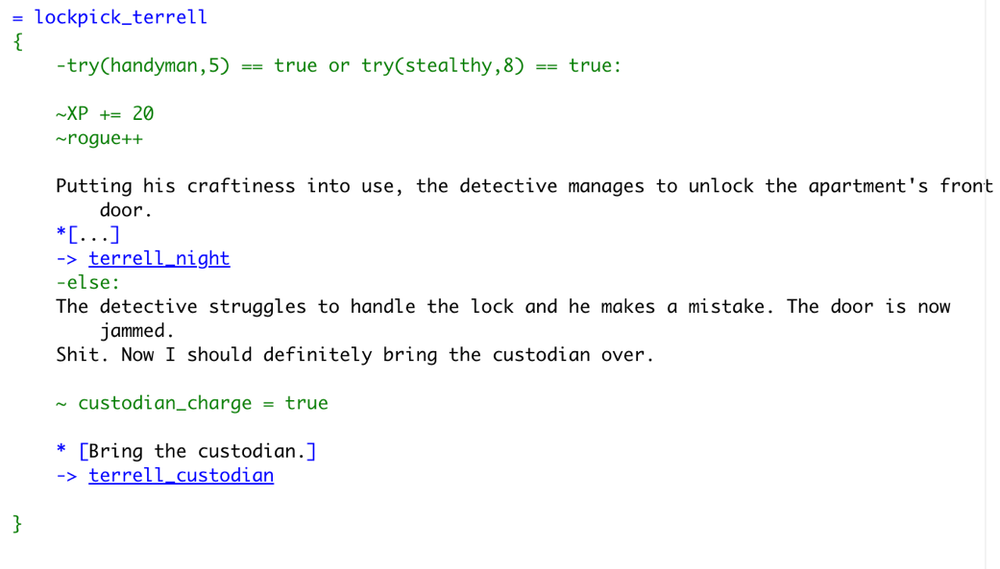 = lockpick_terrell
{
-try(handyman,5) == true or try(stealthy,8) == true:
~XP += 20
~rogue++
Putting his craftiness into use, the detective manages to unlock the apartment's front
door.
*[...]
-> terrell_night
-else:
The detective struggles to handle the lock and he makes a mistake. The door is now
jammed.
Shit. Now I should definitely bring the custodian over.
~ custodian_charge = true
* [Bring the custodian.]
-> terrell_custodian
}